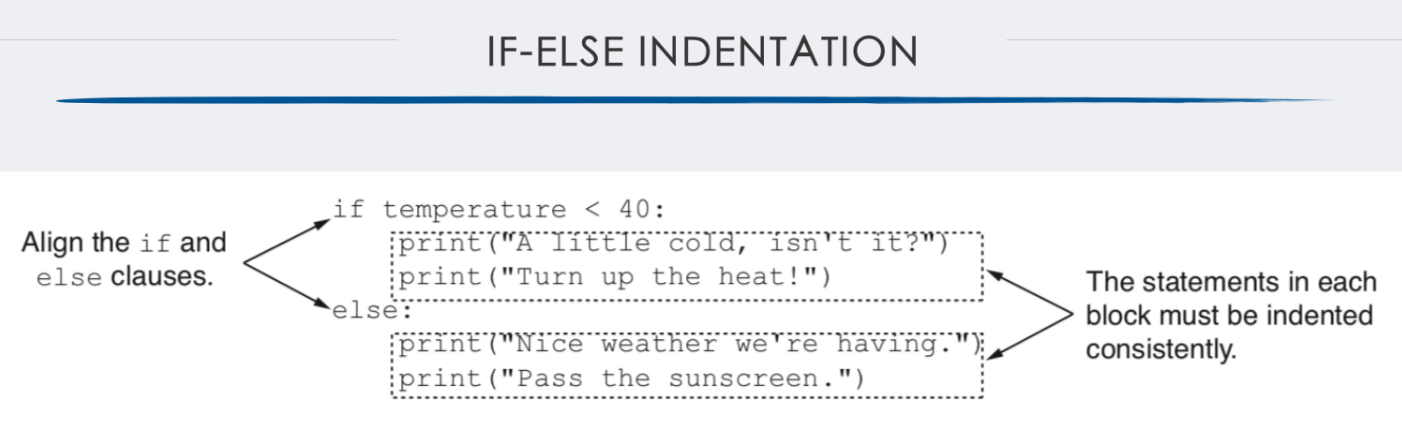 IF-ELSE INDENTATION
Align the if and
else clauses.
if temperature < 40:
print("A little cold, isn't it?")
print("Turn up the heat!")
else:
print("Nice weather we're having.")
print("Pass the sunscreen.")
The statements in each
block must be indented
consistently.